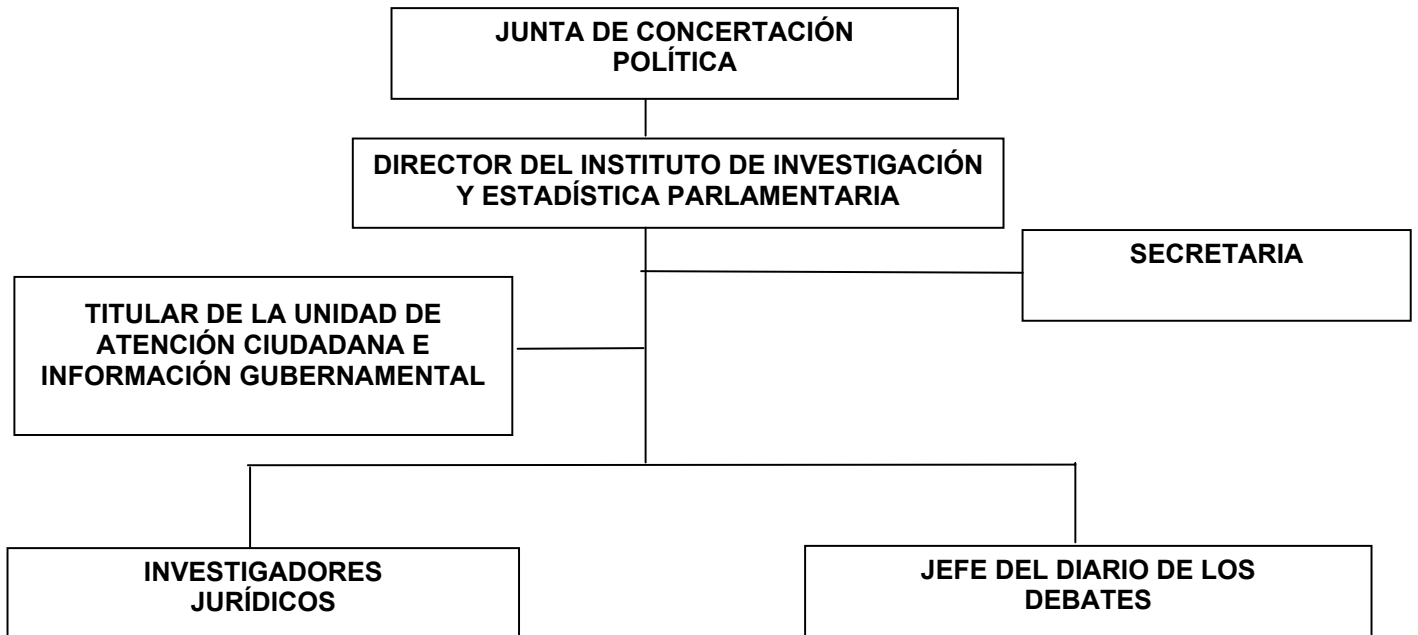 JUNTA DE CONCERTACIÓN
POLÍTICA
DIRECTOR DEL INSTITUTO DE INVESTIGACIÓN
Y ESTADÍSTICA PARLAMENTARIA
SECRETARIA
TITULAR DE LA UNIDAD DE
ATENCIÓN CIUDADANA E
INFORMACIÓN GUBERNAMENTAL
INVESTIGADORES
JURÍDICOS
JEFE DEL DIARIO DE LOS
DEBATES